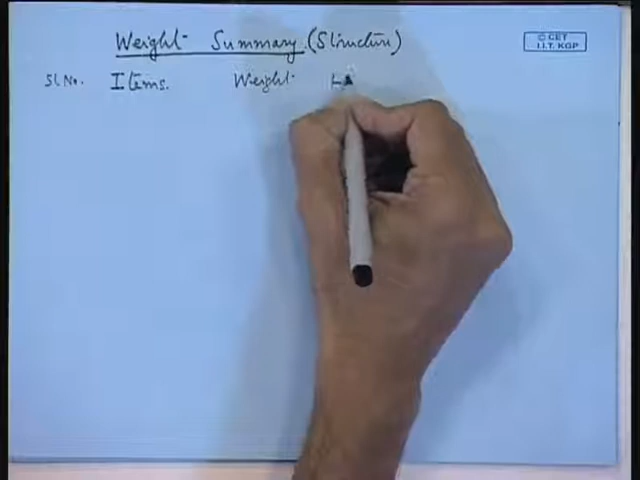 Weight Summary (Structure)
© CET
I.I.T. KGP
Sl No. Items. Weight